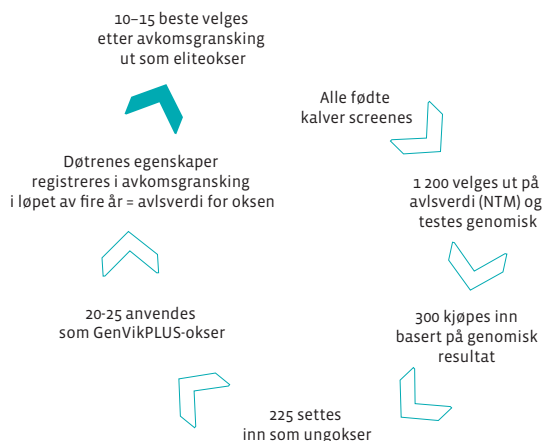 10–15 beste velges
etter avkomsgransking
ut som eliteokser
Alle fødte
kalver screenes
1 200 velges ut på
avlsverdi (NTM) og
testes genomisk
300 kjøpes inn
basert på genomisk
resultat
225 settes
inn som ungokser
20-25 anvendes
som GenVikPLUS-okser
Døtrenes egenskaper
registreres i avkomsgransking
i løpet av fire år = avlsverdi for oksen